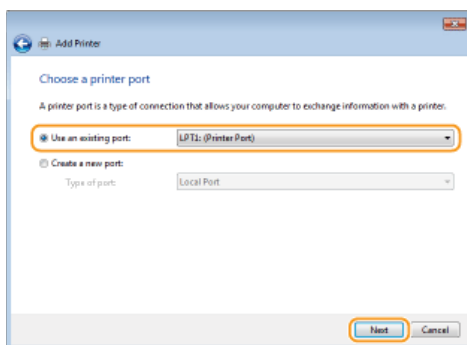 Add Printer
Choose a printer port
A printer port is a type of connection that allows your computer to exchange information with a printer.
Use an existing port: LPT1: (Printer Port)
Create a new port:
Type of port: Local Port
Next Cancel